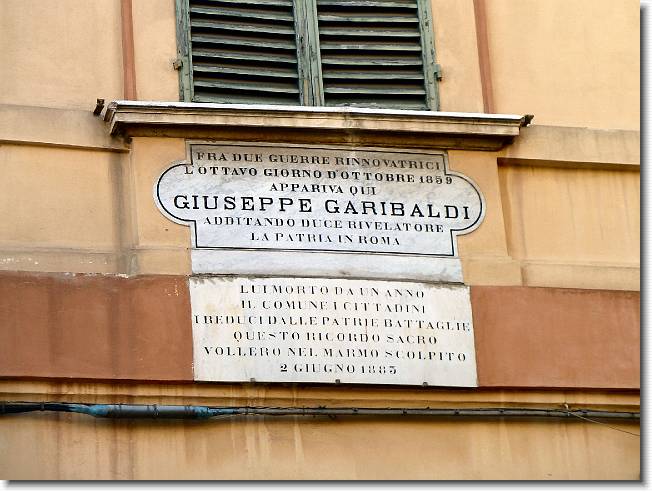 FRA DUE GUERRE RINNOVATRICI
L'OTTAVO GIORNO D'OTTOBRE 1859
APPARIVA QUI
GIUSEPPE GARIBALDI
ADDITANDO DUCE RIVELATORE
LA PATRIA IN ROMA
LUI MORTO DA UN ANNO
IL COMUNE I CITTADINI
I REDUCI DALLE PATRIE BATTAGLIE
QUESTO RICORDO SACRO
VOLLERO NEL MARMO SCOLPITO
2 GIUGNO 1883